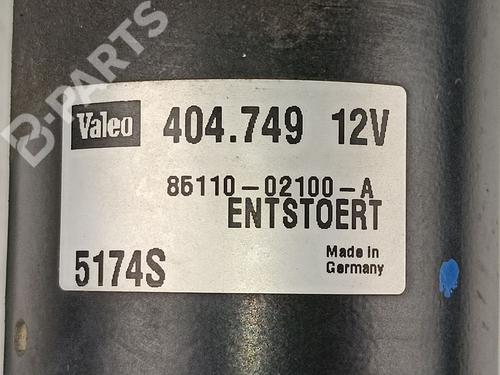 B-PARTS
Valeo 404.749 12V
85110-02100-A
ENTSTOERT
5174S
Made in
Germany